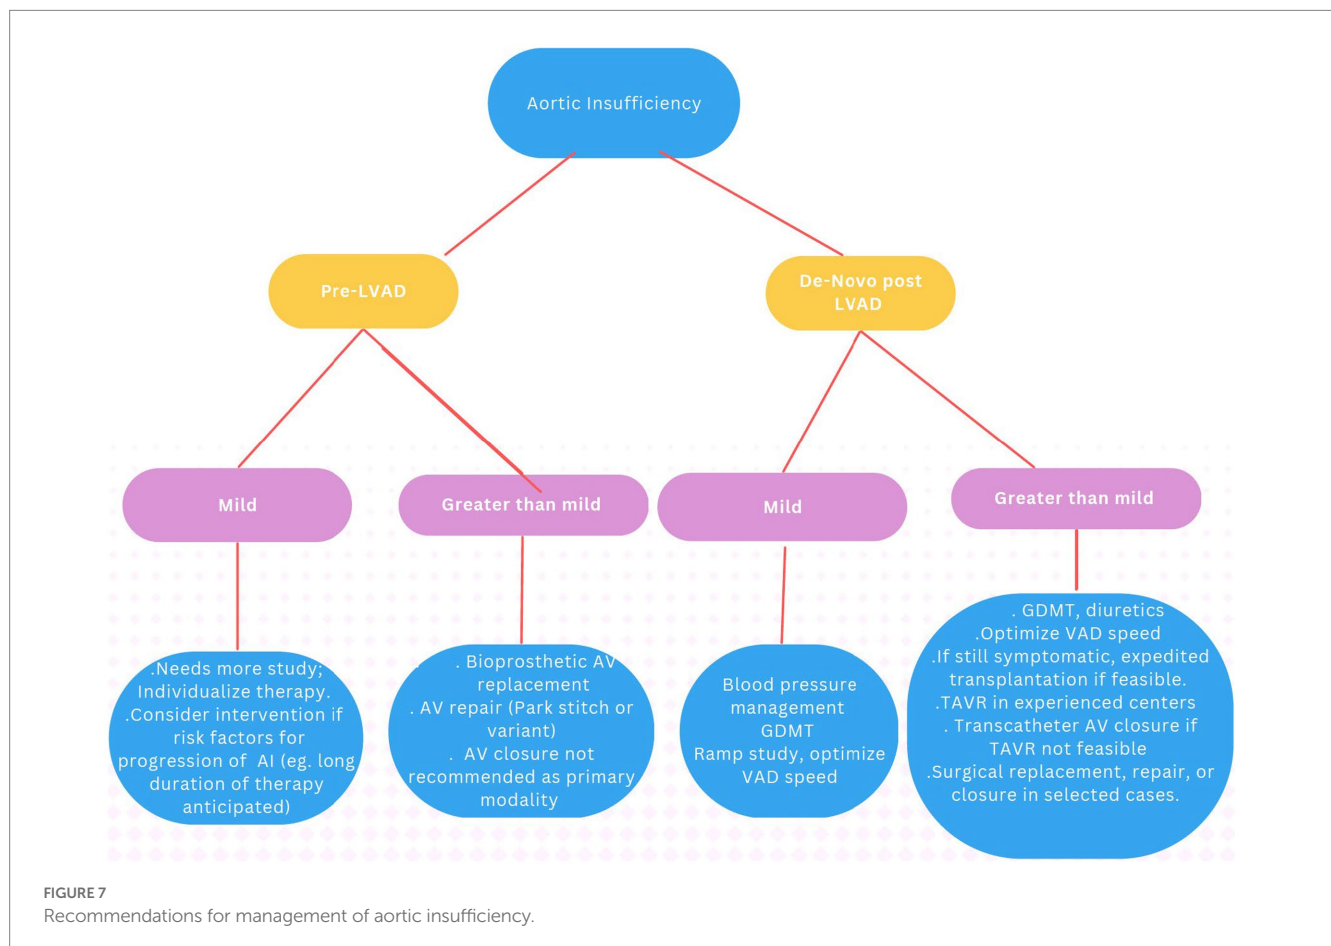 Aortic Insufficiency
Pre-LVAD
De-Novo post
LVAD
Mild
Greater than mild
Mild
Greater than mild
.Needs more study;
Individualize therapy.
.Consider intervention if
risk factors for
progression of AI (eg. long
duration of therapy
anticipated)
. . Bioprosthetic AV
replacement
. AV repair (Park stitch or
variant)
. AV closure not
recommended as primary
modality
Blood pressure
management
GDMT
Ramp study, optimize
VAD speed
. GDMT, diuretics
.Optimize VAD speed
.If still symptomatic, expedited
transplantation if feasible.
.TAVR in experienced centers
. Transcatheter AV closure if
TAVR not feasible
.Surgical replacement, repair, or
closure in selected cases.
FIGURE 7
Recommendations for management of aortic insufficiency.